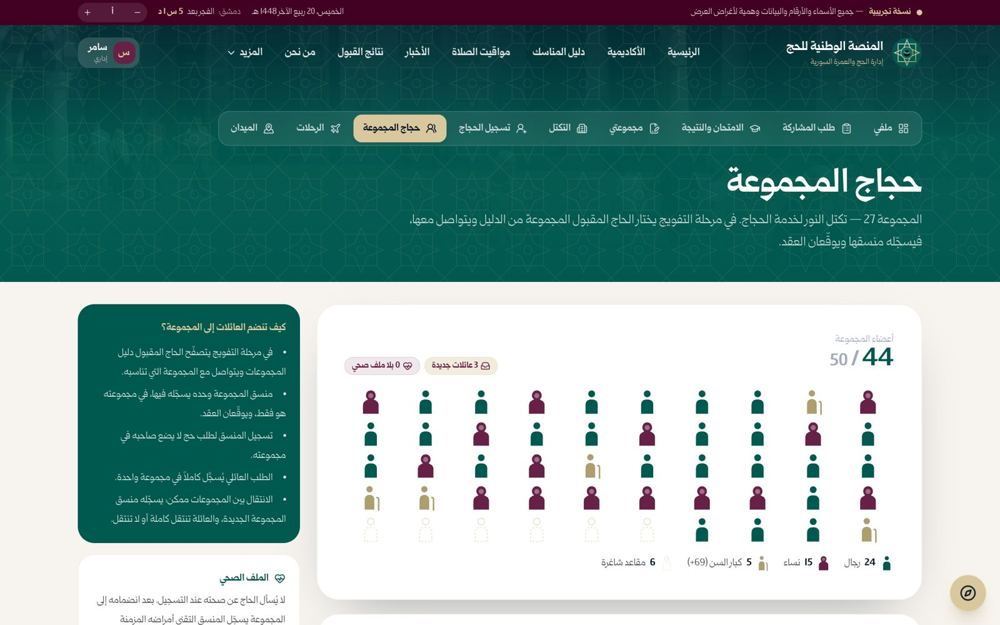 نسخة تجريبية — جميع الأسماء والأرقام والبيانات وهمية لأغراض العرض
الخميس، 20 ربيع الآخر 1448 هـ
دمشق: الفجر بعد 5 س 1 د
− أ +
المنصة الوطنية للحج
إدارة الحج والعمرة السورية
الرئيسية الأكاديمية دليل المناسك مواقيت الصلاة الأخبار نتائج القبول من نحن المزيد
س
سامر
إداري
ملفي طلب المشاركة الامتحان والنتيجة مجموعتي التكتل تسجيل الحجاج حجاج المجموعة الرحلات الميدان
حجاج المجموعة
المجموعة 27 — تكتل النور لخدمة الحجاج. في مرحلة التفويج يختار الحاج المقبول المجموعة من الدليل ويتواصل معها،
فيسجّله منسقها ويوقّعان العقد.
أعضاء المجموعة
44 / 50
3 عائلات جديدة
0 بلا ملف صحي
24 رجال
15 نساء
5 كبار السن (69+)
6 مقاعد شاغرة
كيف تنضم العائلات إلى المجموعة؟
• في مرحلة التفويج يتصفّح الحاج المقبول دليل
المجموعات ويتواصل مع المجموعة التي تناسبه.
• منسق المجموعة وحده يسجّله فيها، في مجموعته
هو فقط، ويوقّعان العقد.
• تسجيل المنسق لطلب حج لا يضع صاحبه في
مجموعته.
• الطلب العائلي يُسجَّل كاملاً في مجموعة واحدة.
• الانتقال بين المجموعات ممكن: يسجّله منسق
المجموعة الجديدة، والعائلة تنتقل كاملة أو لا تنتقل.
الملف الصحي
لا يُسأل الحاج عن صحته عند التسجيل. بعد انضمامه إلى
المجموعة يسجّل المنسق التقني أمراضه المزمنة